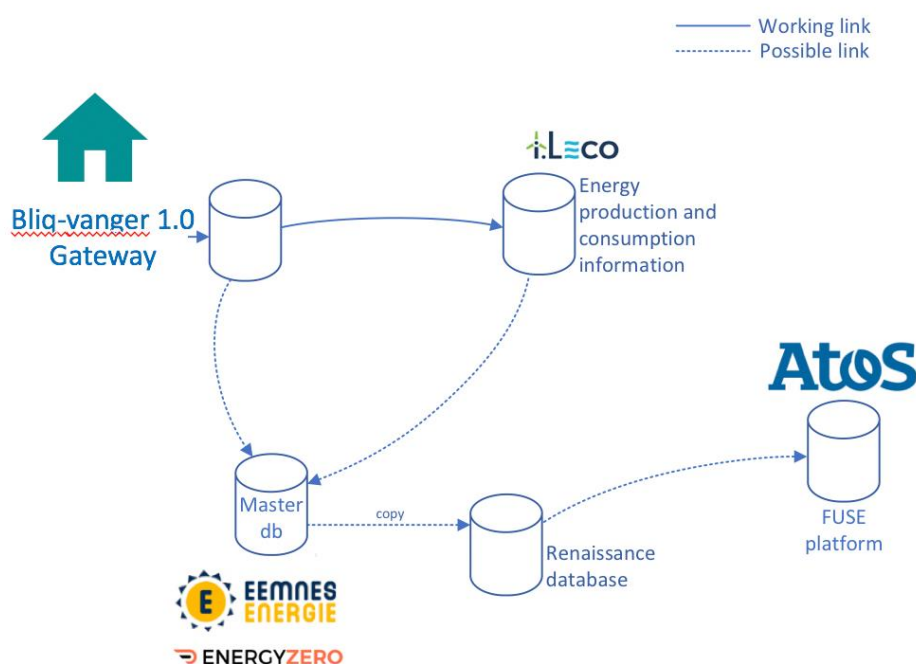 Working link
Possible link
i.Leco
Bliq-vanger 1.0
Gateway
Energy
production and
consumption
information
Atos
Master
db
copy
Renaissance
database
FUSE
platform
E
EEMNES
ENERGIE
ENERGYZERO